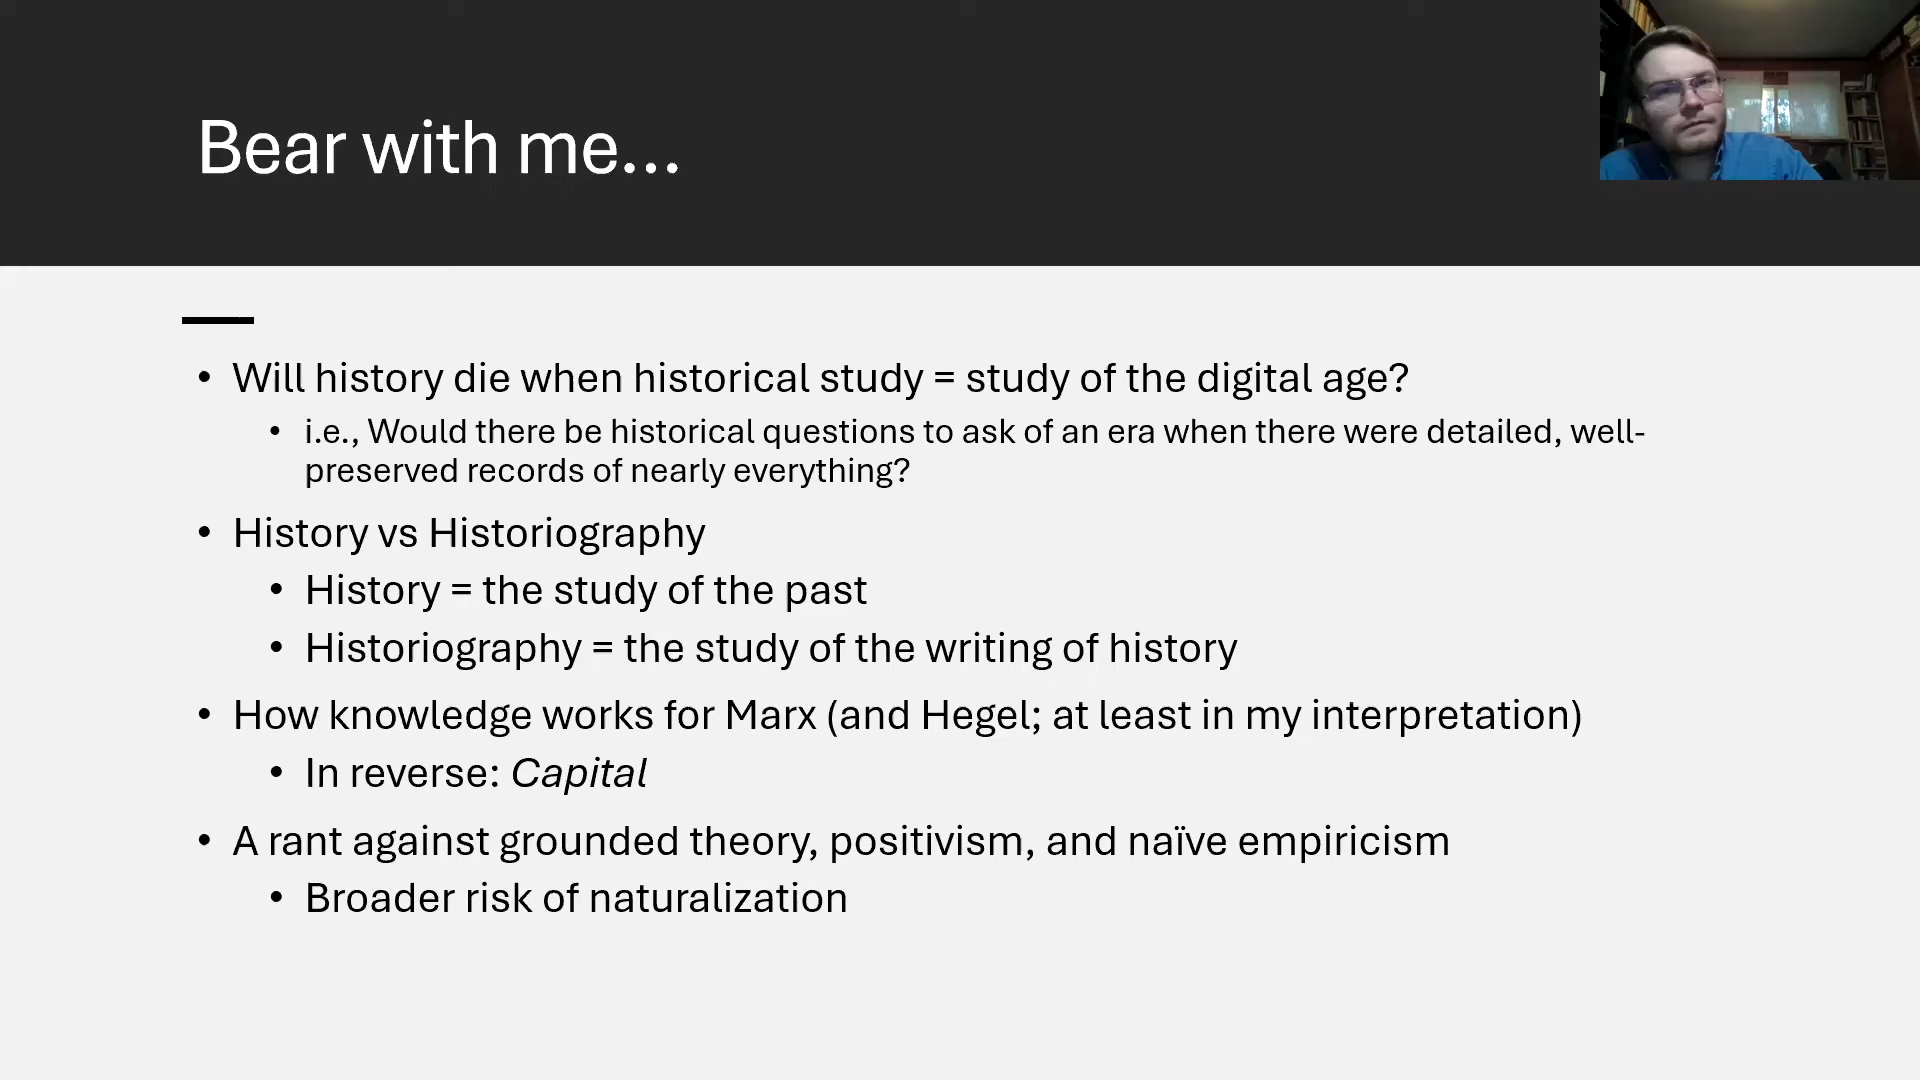 Bear with me...
• Will history die when historical study = study of the digital age?
• i.e., Would there be historical questions to ask of an era when there were detailed, well-
preserved records of nearly everything?
• History vs Historiography
• History = the study of the past
• Historiography = the study of the writing of history
• How knowledge works for Marx (and Hegel; at least in my interpretation)
• In reverse: Capital
• A rant against grounded theory, positivism, and naïve empiricism
• Broader risk of naturalization